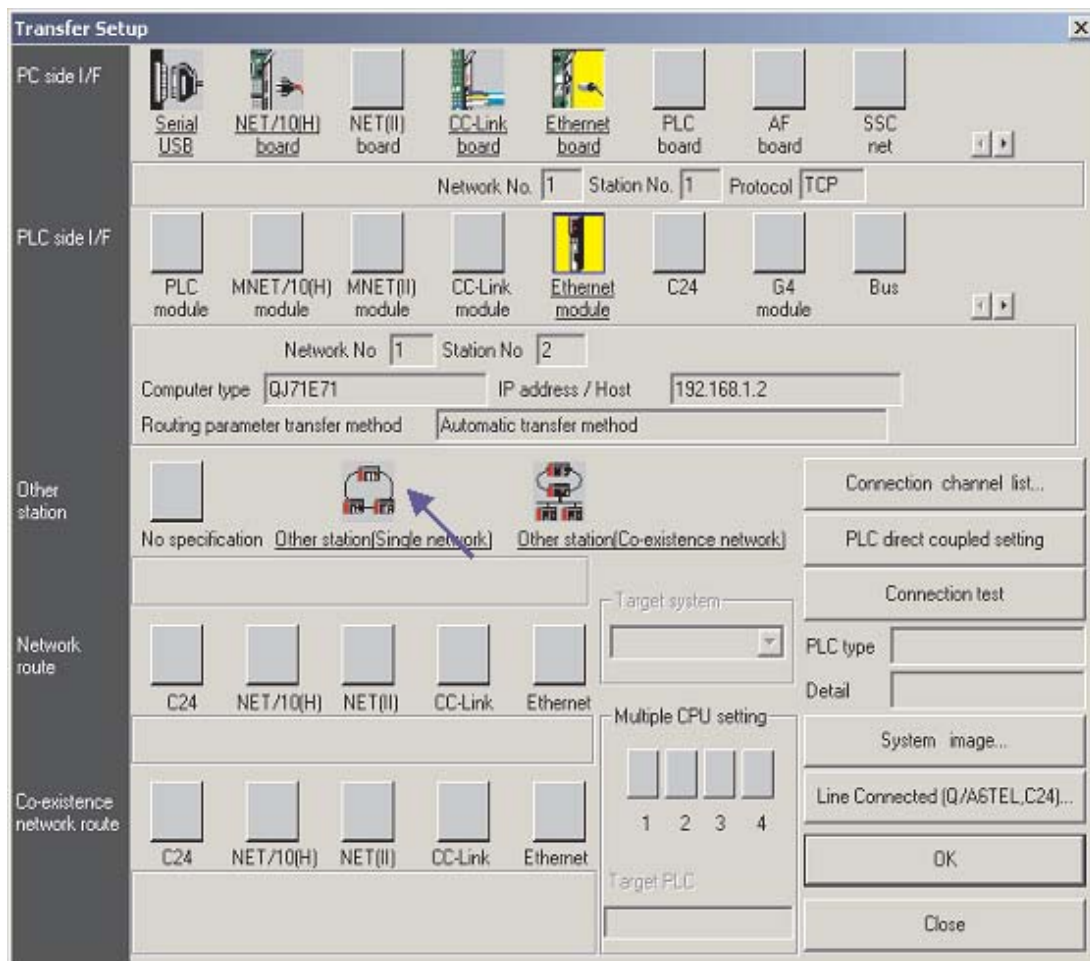 Transfer Setup
PC side I/F
Serial USB
NET/10(H) board
NET(II) board
CC-Link board
Ethernet board
PLC board
AF board
SSC net
Network No. 1 Station No. 1 Protocol TCP
PLC side I/F
PLC module
MNET/10(H) module
MNET(II) module
CC-Link module
Ethernet module
C24
G4 module
Bus
Network No 1 Station No 2
Computer type QJ71E71 IP address / Host 192.168.1.2
Routing parameter transfer method Automatic transfer method
Other station
No specification Other station(Single network) Other station(Co-existence network)
Connection channel list...
PLC direct coupled setting
Connection test
PLC type
Detail
System image...
Line Connected (Q/A6TEL,C24)...
OK
Close
Target system
Network route
C24 NET/10(H) NET(II) CC-Link Ethernet
Multiple CPU setting
1 2 3 4
Target PLC
Co-existence network route
C24 NET/10(H) NET(II) CC-Link Ethernet